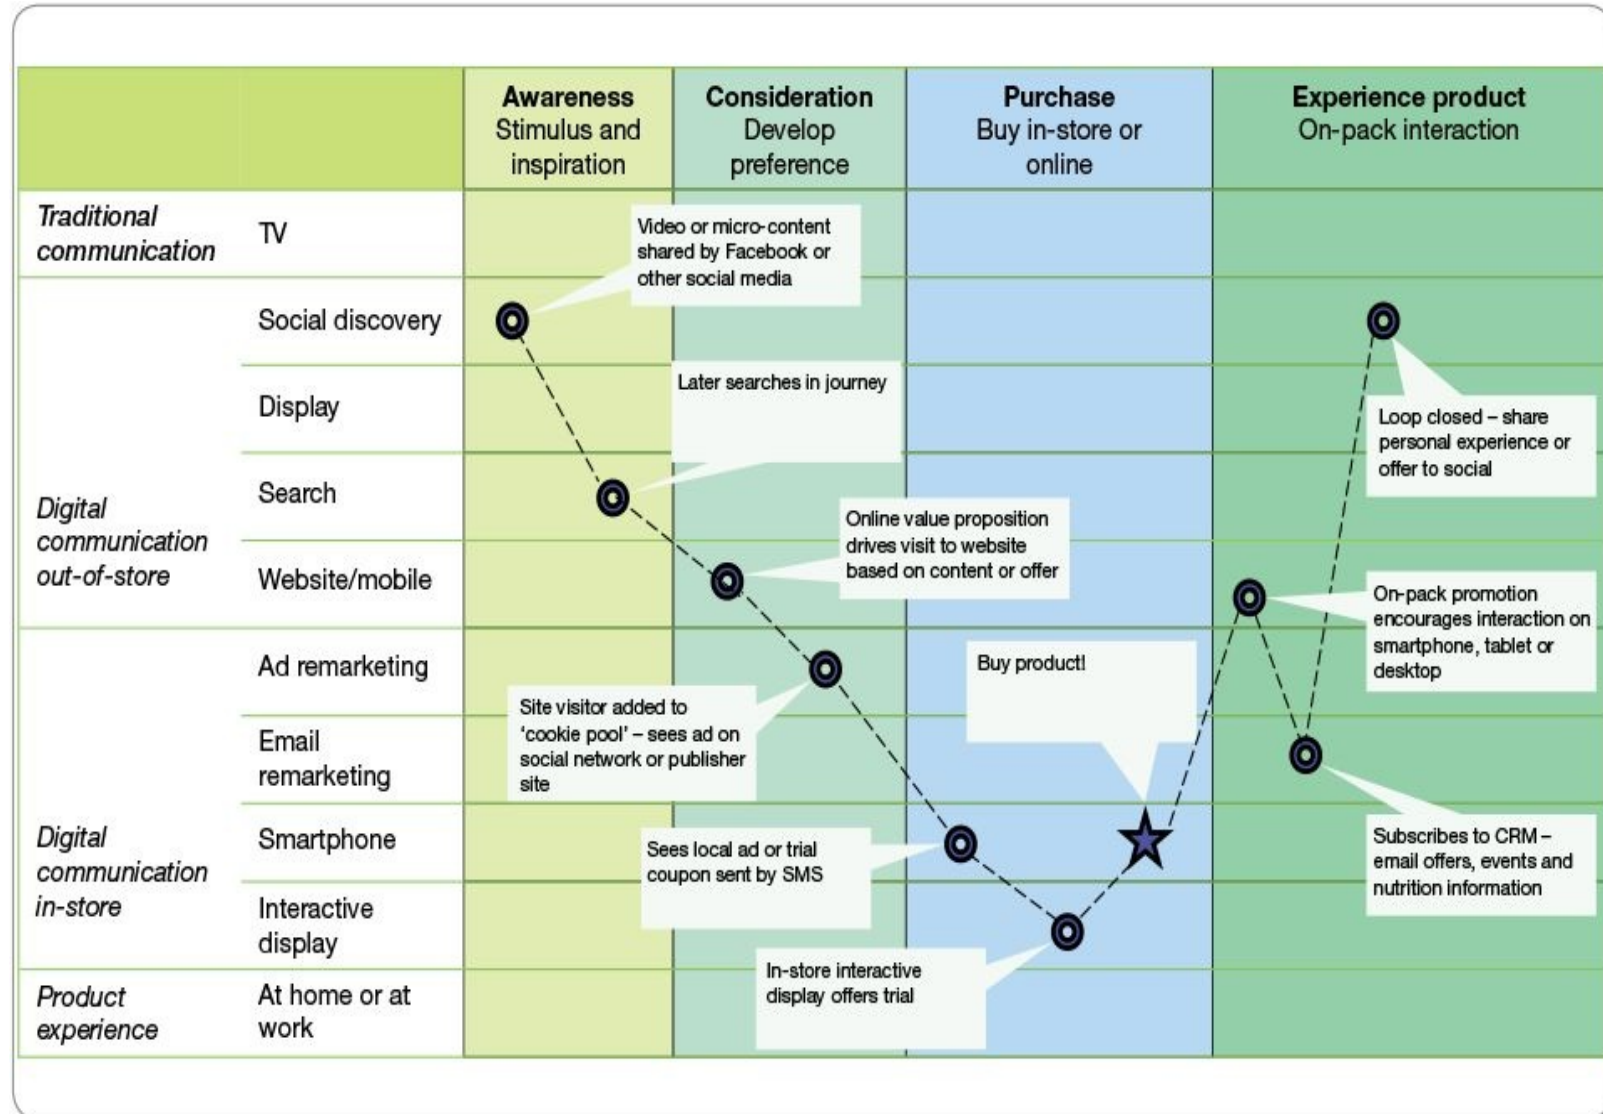 Awareness
Stimulus and
inspiration
Consideration
Develop
preference
Purchase
Buy in-store or
online
Experience product
On-pack interaction
Traditional
communication
TV
Video or micro-content
shared by Facebook or
other social media
Digital
communication
out-of-store
Social discovery
Display
Later searches in journey
Loop closed – share
personal experience or
offer to social
Search
Website/mobile
Online value proposition
drives visit to website
based on content or offer
On-pack promotion
encourages interaction on
smartphone, tablet or
desktop
Digital
communication
in-store
Ad remarketing
Site visitor added to
‘cookie pool’ – sees ad on
social network or publisher
site
Buy product!
Email
remarketing
Smartphone
Sees local ad or trial
coupon sent by SMS
Subscribes to CRM –
email offers, events and
nutrition information
Interactive
display
In-store interactive
display offers trial
Product
experience
At home or at
work